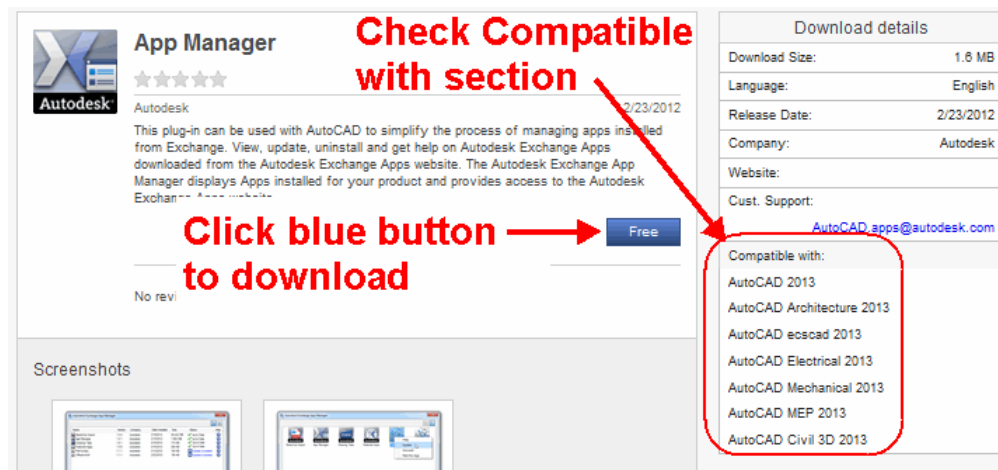 App Manager
Autodesk
Autodesk
2/23/2012
This plug-in can be used with AutoCAD to simplify the process of managing apps installed
from Exchange. View, update, uninstall and get help on Autodesk Exchange Apps
downloaded from the Autodesk Exchange Apps website. The Autodesk Exchange App
Manager displays Apps installed for your product and provides access to the Autodesk
Exchange Apps website
Check Compatible
with section
Click blue button
to download
Free
No revi
Screenshots
Download details
Download Size: 1.6 MB
Language: English
Release Date: 2/23/2012
Company: Autodesk
Website:
Cust. Support:
AutoCAD.apps@autodesk.com
Compatible with:
AutoCAD 2013
AutoCAD Architecture 2013
AutoCAD ecscad 2013
AutoCAD Electrical 2013
AutoCAD Mechanical 2013
AutoCAD MEP 2013
AutoCAD Civil 3D 2013